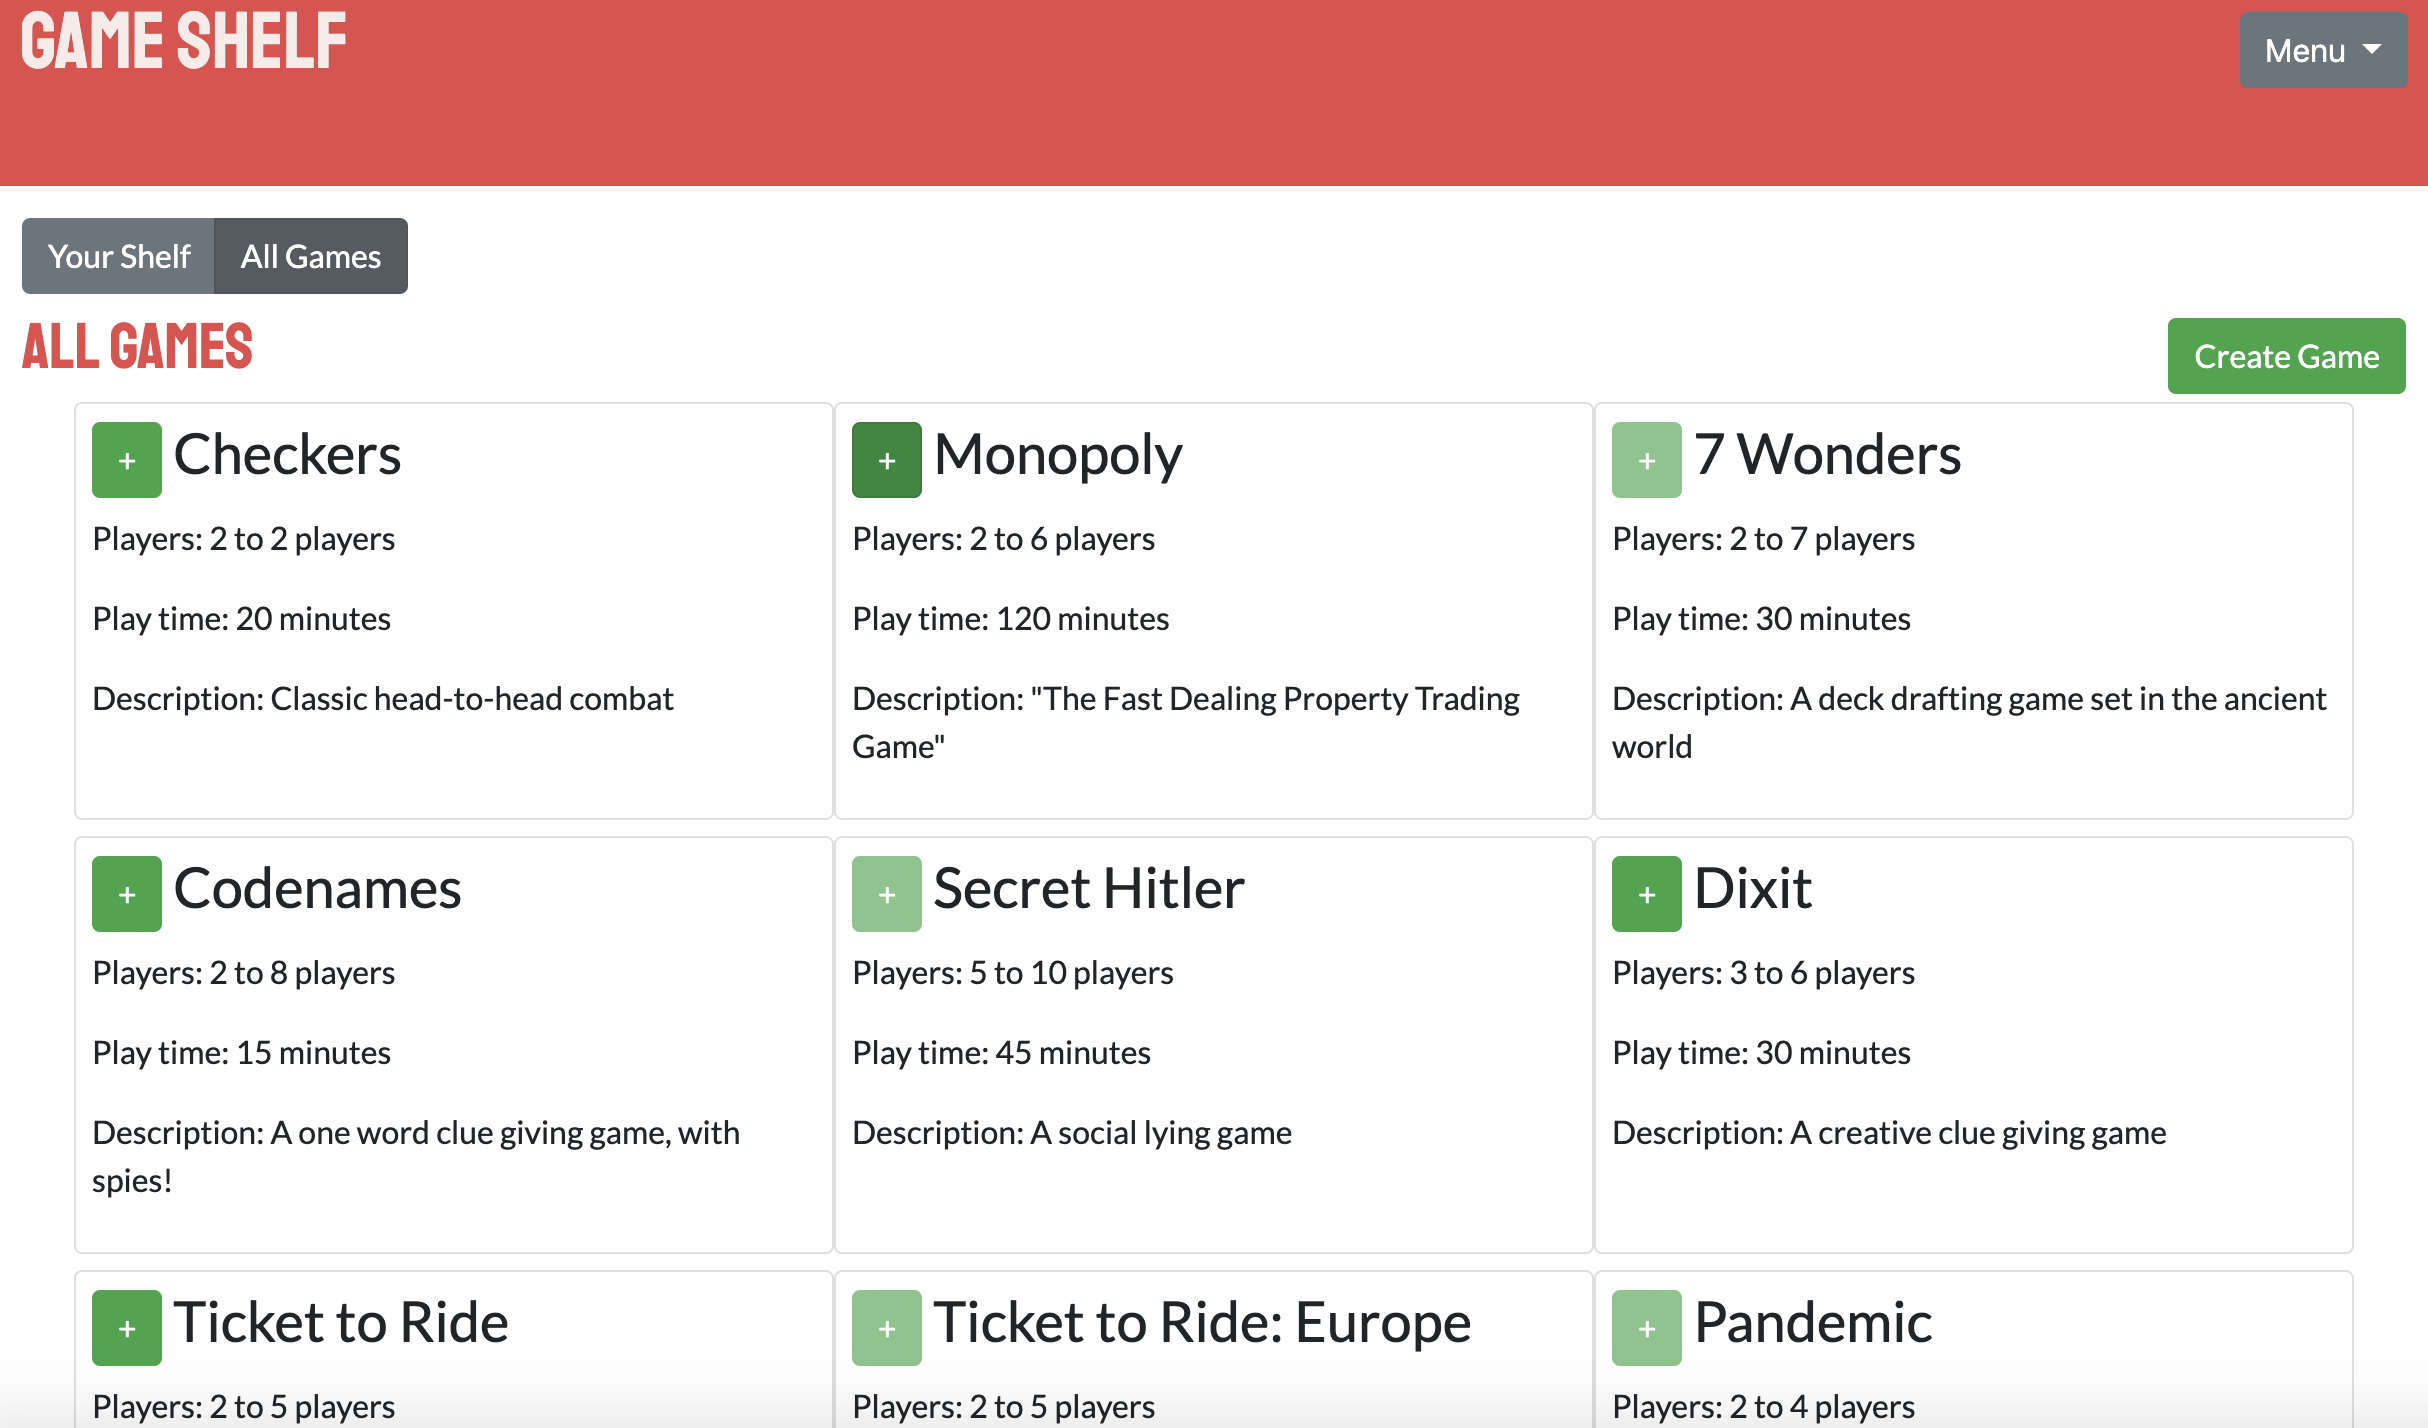 GAME SHELF
Menu
Your Shelf
All Games
ALL GAMES
Create Game
+ Checkers
Players: 2 to 2 players
Play time: 20 minutes
Description: Classic head-to-head combat
+ Monopoly
Players: 2 to 6 players
Play time: 120 minutes
Description: "The Fast Dealing Property Trading
Game"
+ 7 Wonders
Players: 2 to 7 players
Play time: 30 minutes
Description: A deck drafting game set in the ancient
world
+ Codenames
Players: 2 to 8 players
Play time: 15 minutes
Description: A one word clue giving game, with
spies!
+ Secret Hitler
Players: 5 to 10 players
Play time: 45 minutes
Description: A social lying game
+ Dixit
Players: 3 to 6 players
Play time: 30 minutes
Description: A creative clue giving game
+ Ticket to Ride
Players: 2 to 5 players
+ Ticket to Ride: Europe
Players: 2 to 5 players
+ Pandemic
Players: 2 to 4 players